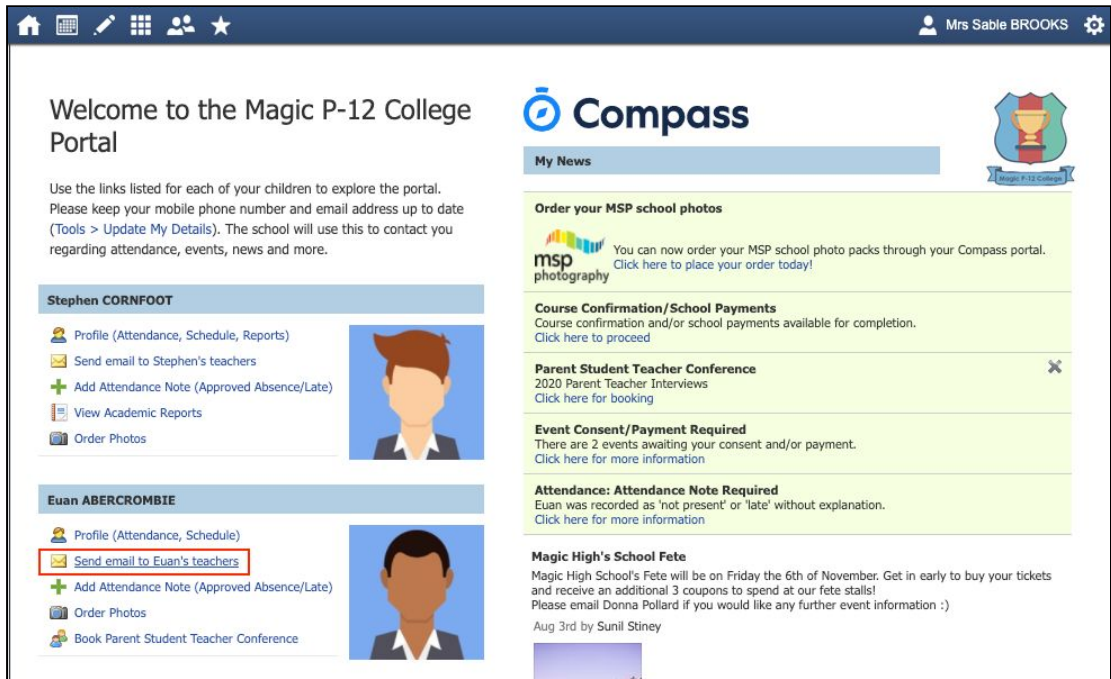 Mrs Sable BROOKS
Welcome to the Magic P-12 College
Portal
Use the links listed for each of your children to explore the portal.
Please keep your mobile phone number and email address up to date
(Tools > Update My Details). The school will use this to contact you
regarding attendance, events, news and more.
Stephen CORNFOOT
Profile (Attendance, Schedule, Reports)
Send email to Stephen's teachers
Add Attendance Note (Approved Absence/Late)
View Academic Reports
Order Photos
Euan ABERCROMBIE
Profile (Attendance, Schedule)
Send email to Euan's teachers
Add Attendance Note (Approved Absence/Late)
Order Photos
Book Parent Student Teacher Conference
Compass
Magic P-12 College
My News
Order your MSP school photos
msp
photography
You can now order your MSP school photo packs through your Compass portal.
Click here to place your order today!
Course Confirmation/School Payments
Course confirmation and/or school payments available for completion.
Click here to proceed
Parent Student Teacher Conference
2020 Parent Teacher Interviews
Click here for booking
Event Consent/Payment Required
There are 2 events awaiting your consent and/or payment.
Click here for more information
Attendance: Attendance Note Required
Euan was recorded as 'not present' or 'late' without explanation.
Click here for more information
Magic High's School Fete
Magic High School's Fete will be on Friday the 6th of November. Get in early to buy your tickets
and receive an additional 3 coupons to spend at our fete stalls!
Please email Donna Pollard if you would like any further event information :)
Aug 3rd by Sunil Stiney